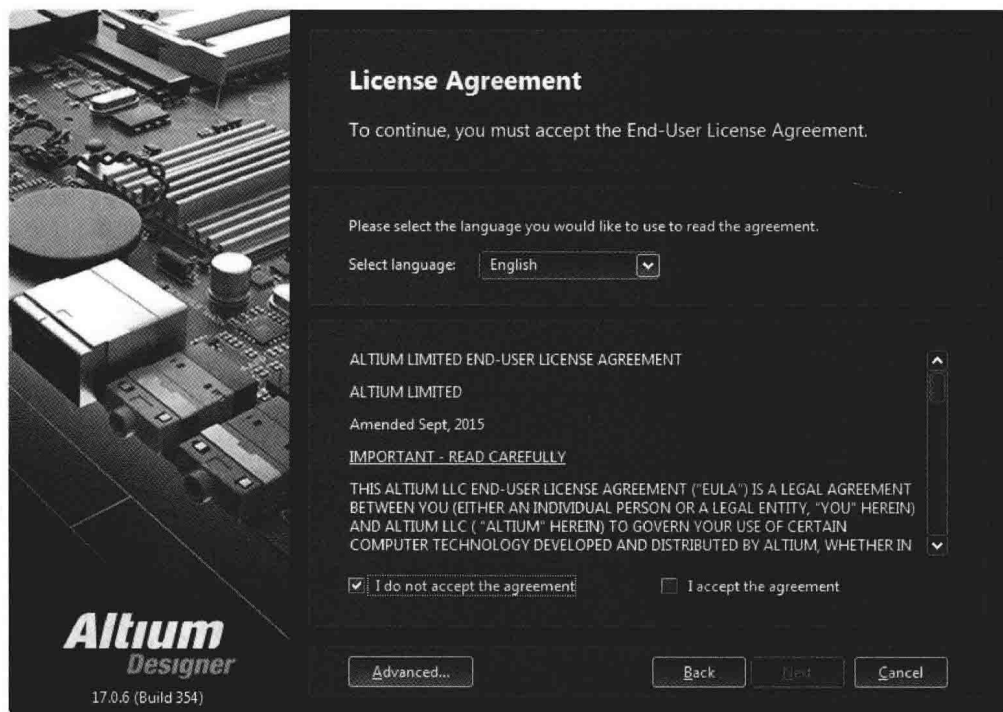 License Agreement
To continue, you must accept the End-User License Agreement.
Please select the language you would like to use to read the agreement.
Select language:
English
ALTIUM LIMITED END-USER LICENSE AGREEMENT
ALTIUM LIMITED
Amended Sept, 2015
IMPORTANT - READ CAREFULLY
THIS ALTIUM LLC END-USER LICENSE AGREEMENT ("EULA") IS A LEGAL AGREEMENT
BETWEEN YOU (EITHER AN INDIVIDUAL PERSON OR A LEGAL ENTITY, "YOU" HEREIN)
AND ALTIUM LLC ( "ALTIUM" HEREIN) TO GOVERN YOUR USE OF CERTAIN
COMPUTER TECHNOLOGY DEVELOPED AND DISTRIBUTED BY ALTIUM, WHETHER IN
I do not accept the agreement
I accept the agreement
Altium
Designer
17.0.6 (Build 354)
Advanced...
Back
Next
Cancel